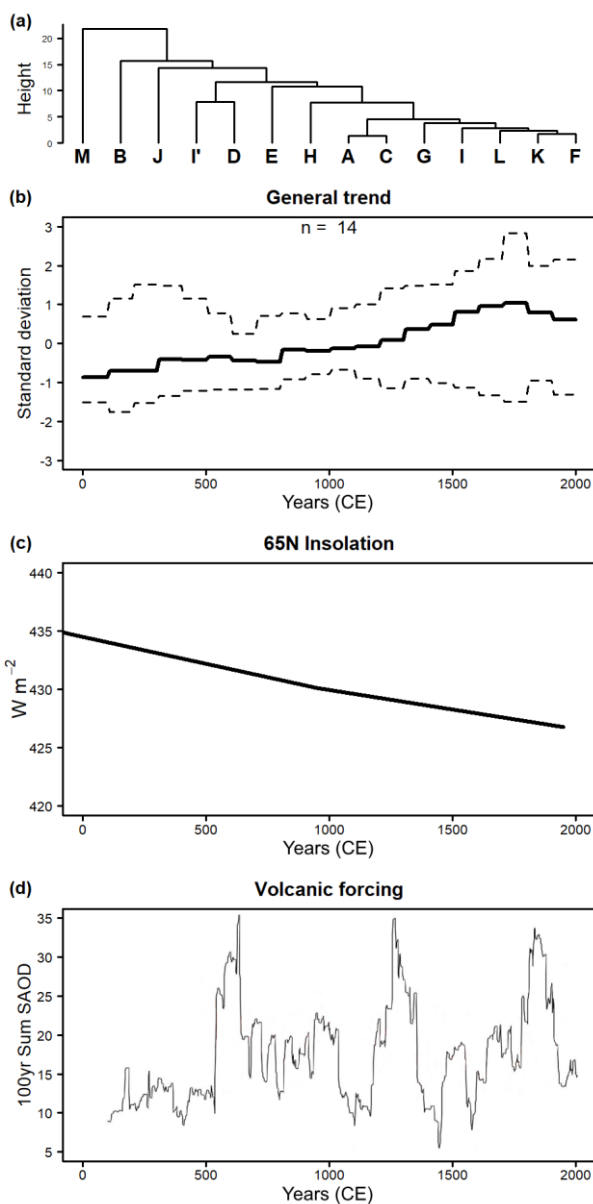 (a)
Height
20
15
10
5
0
M B J I' D E H A C G I L K F
(b) General trend
n = 14
Standard deviation
3
2
1
0
-1
-2
-3
0 500 1000 1500 2000
Years (CE)
(c) 65N Insolation
W m⁻²
440
435
430
425
420
0 500 1000 1500 2000
Years (CE)
(d) Volcanic forcing
100yr Sum SAOD
35
30
25
20
15
10
5
0 500 1000 1500 2000
Years (CE)